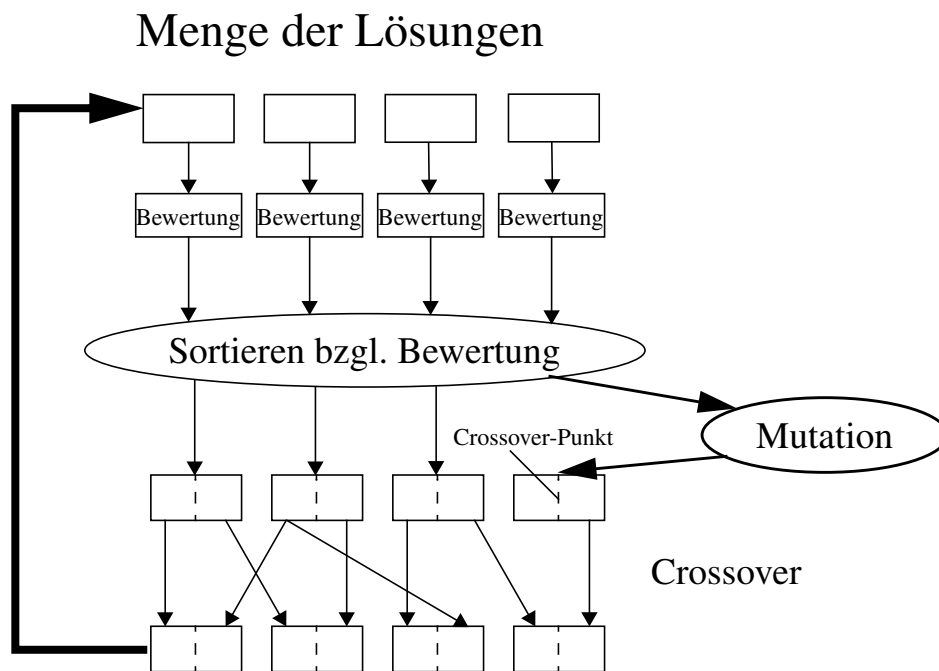 Menge der Lösungen
Bewertung Bewertung Bewertung Bewertung
Sortieren bzgl. Bewertung
Crossover-Punkt
Mutation
Crossover